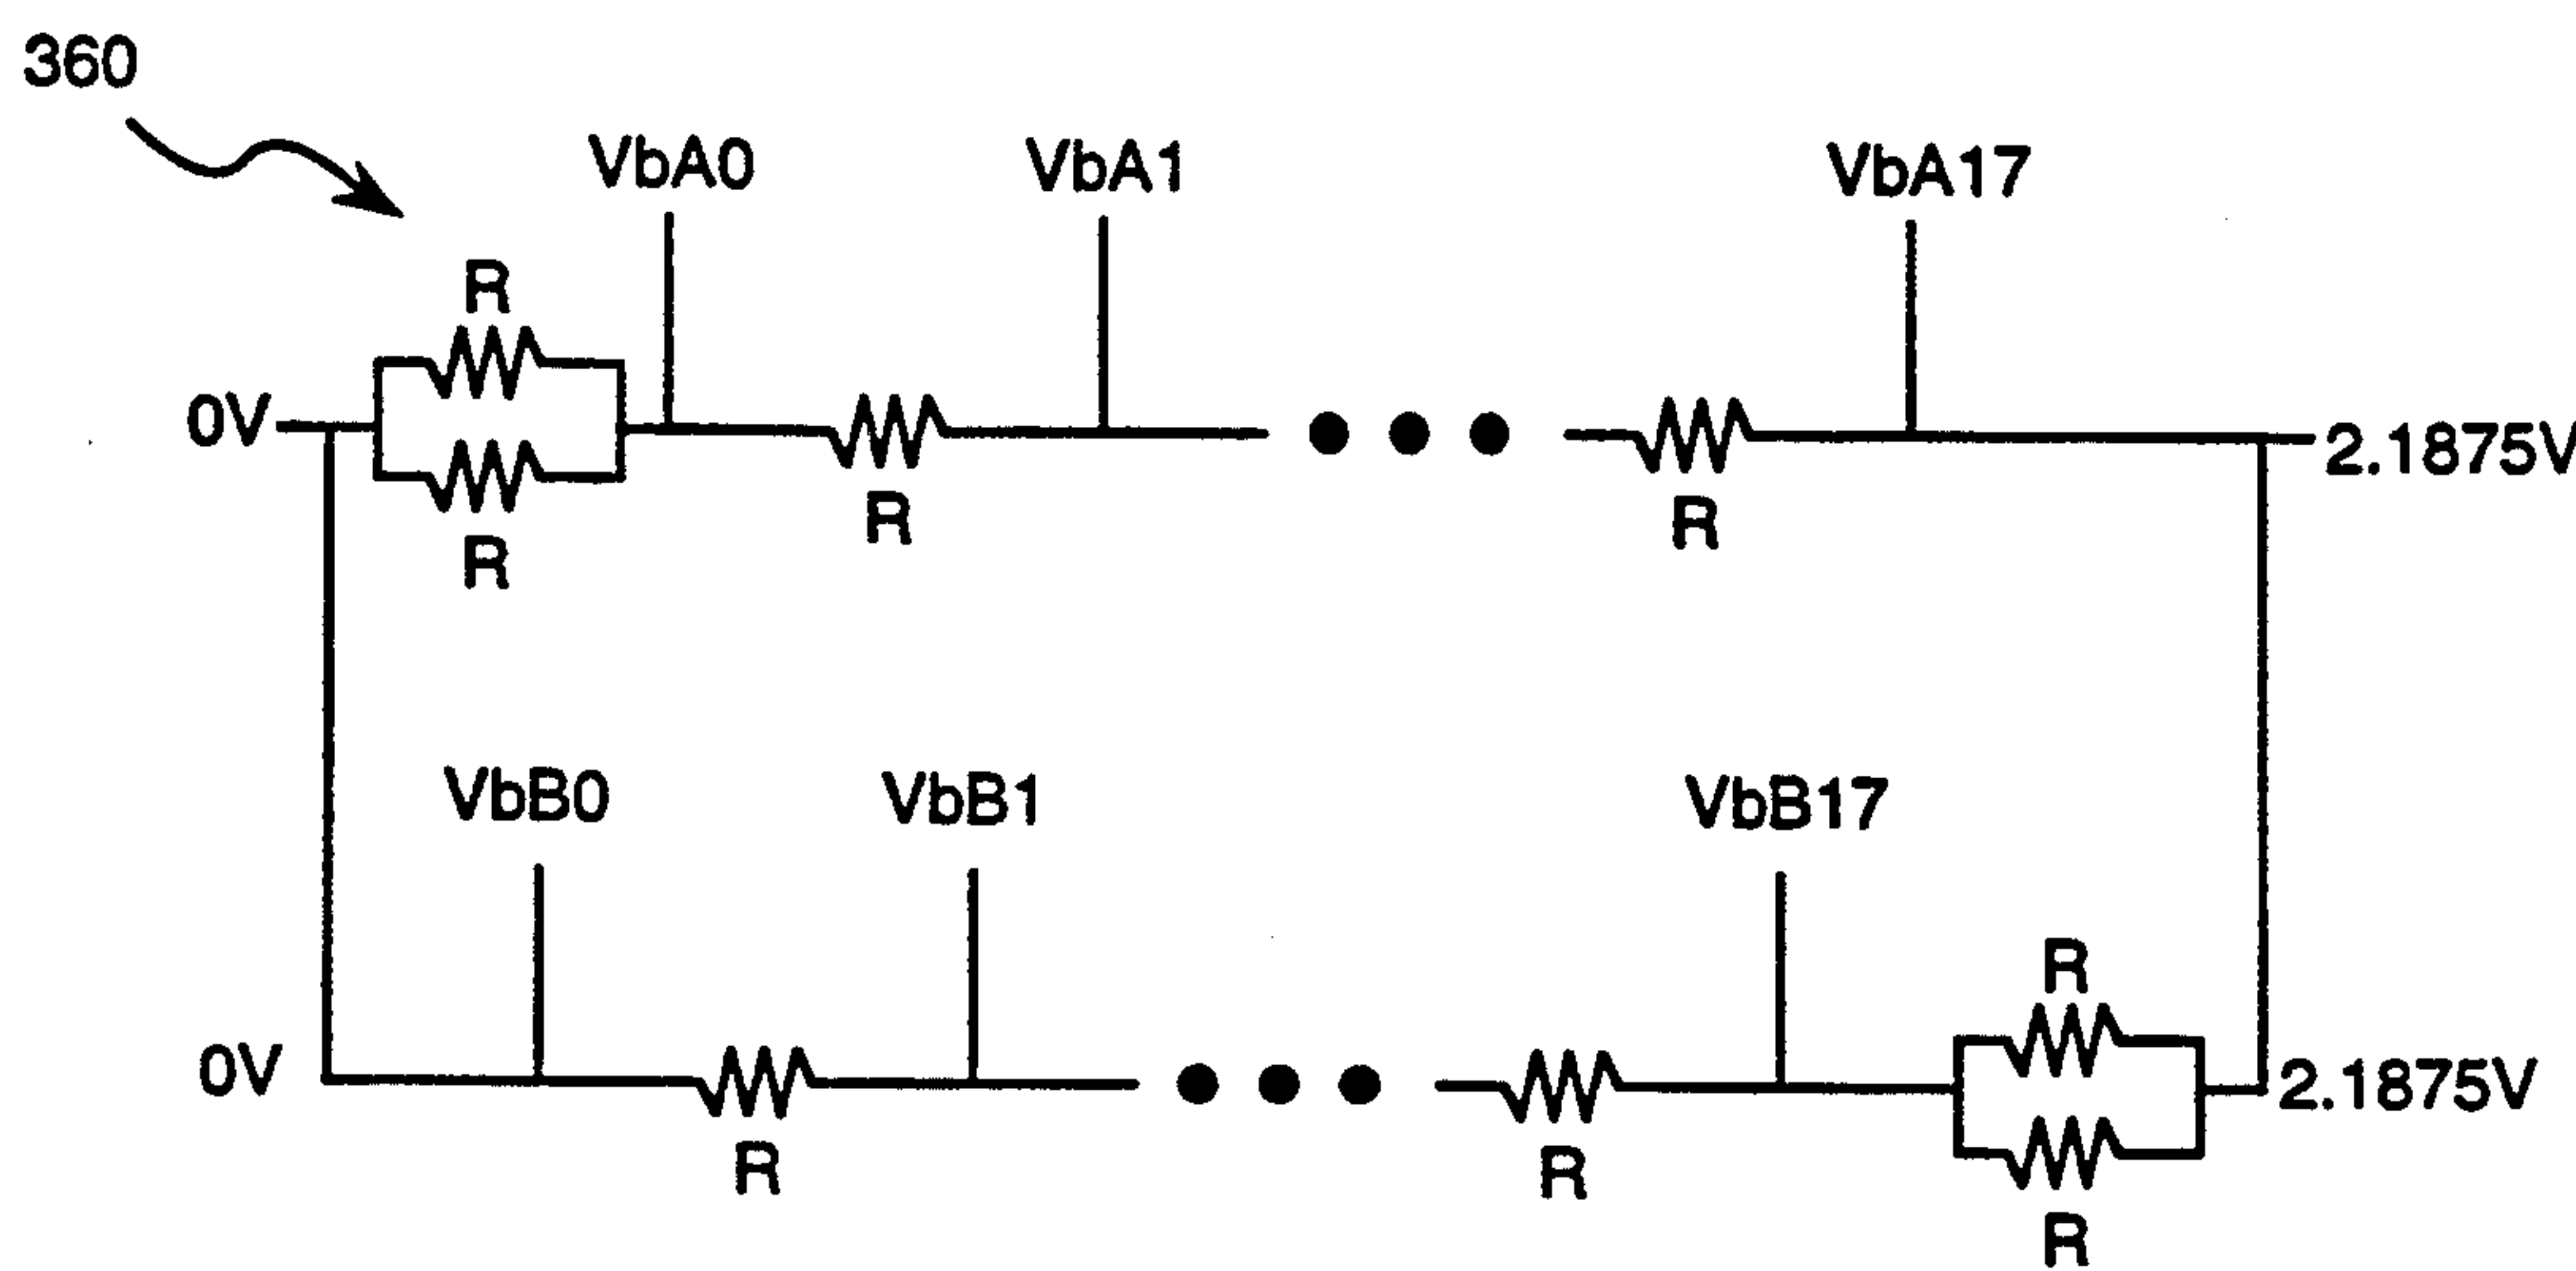 360
VbA0 VbA1 VbA17
R
0V 2.1875V
R R
R
VbB0 VbB1 VbB17
R
0V 2.1875V
R R
R